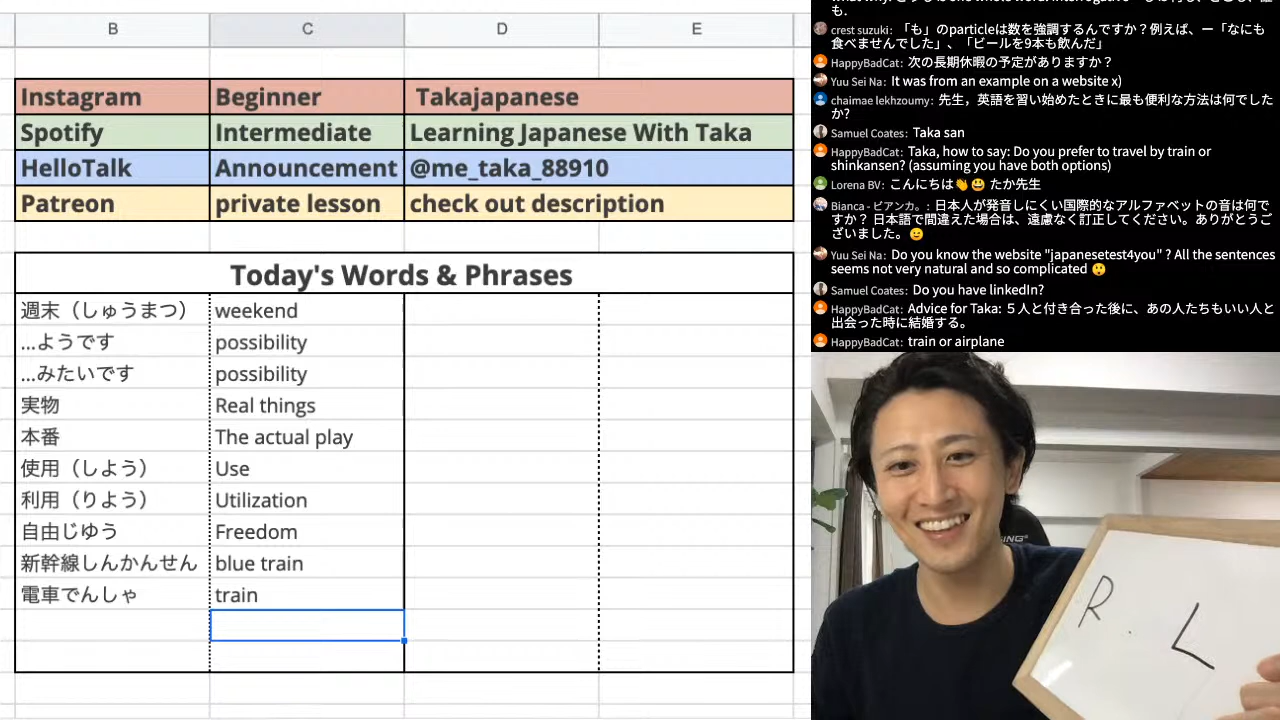 B C D E
Instagram Beginner Takajapanese
Spotify Intermediate Learning Japanese With Taka
HelloTalk Announcement @me_taka_88910
Patreon private lesson check out description
Today's Words & Phrases
週末（しゅうまつ） weekend
...ようです possibility
...みたいです possibility
実物 Real things
本番 The actual play
使用（しよう） Use
利用（りよう） Utilization
自由じゆう Freedom
新幹線しんかんせん blue train
電車でんしゃ train
も.
crest suzuki: 「も」のparticleは数を強調するんですか？例えば、ー「なにも
食べませんでした」、「ビールを9本も飲んだ」
HappyBadCat: 次の長期休暇の予定がありますか？
Yuu Sei Na: It was from an example on a website x)
chaimae lekhzoumy: 先生，英語を習い始めたときに最も便利な方法は何でした
か?
Samuel Coates: Taka san
HappyBadCat: Taka, how to say: Do you prefer to travel by train or
shinkansen? (assuming you have both options)
Lorena BV: こんにちは👋😃 たか先生
Bianca - ビアンカ。: 日本人が発音しにくい国際的なアルファベットの音は何で
すか？ 日本語で間違えた場合は、遠慮なく訂正してください。ありがとうご
ざいました。😉
Yuu Sei Na: Do you know the website "japanesetest4you" ? All the sentences
seems not very natural and so complicated 😲
Samuel Coates: Do you have linkedIn?
HappyBadCat: Advice for Taka: ５人と付き合った後に、あの人たちもいい人と
出会った時に結婚する。
HappyBadCat: train or airplane
R . L